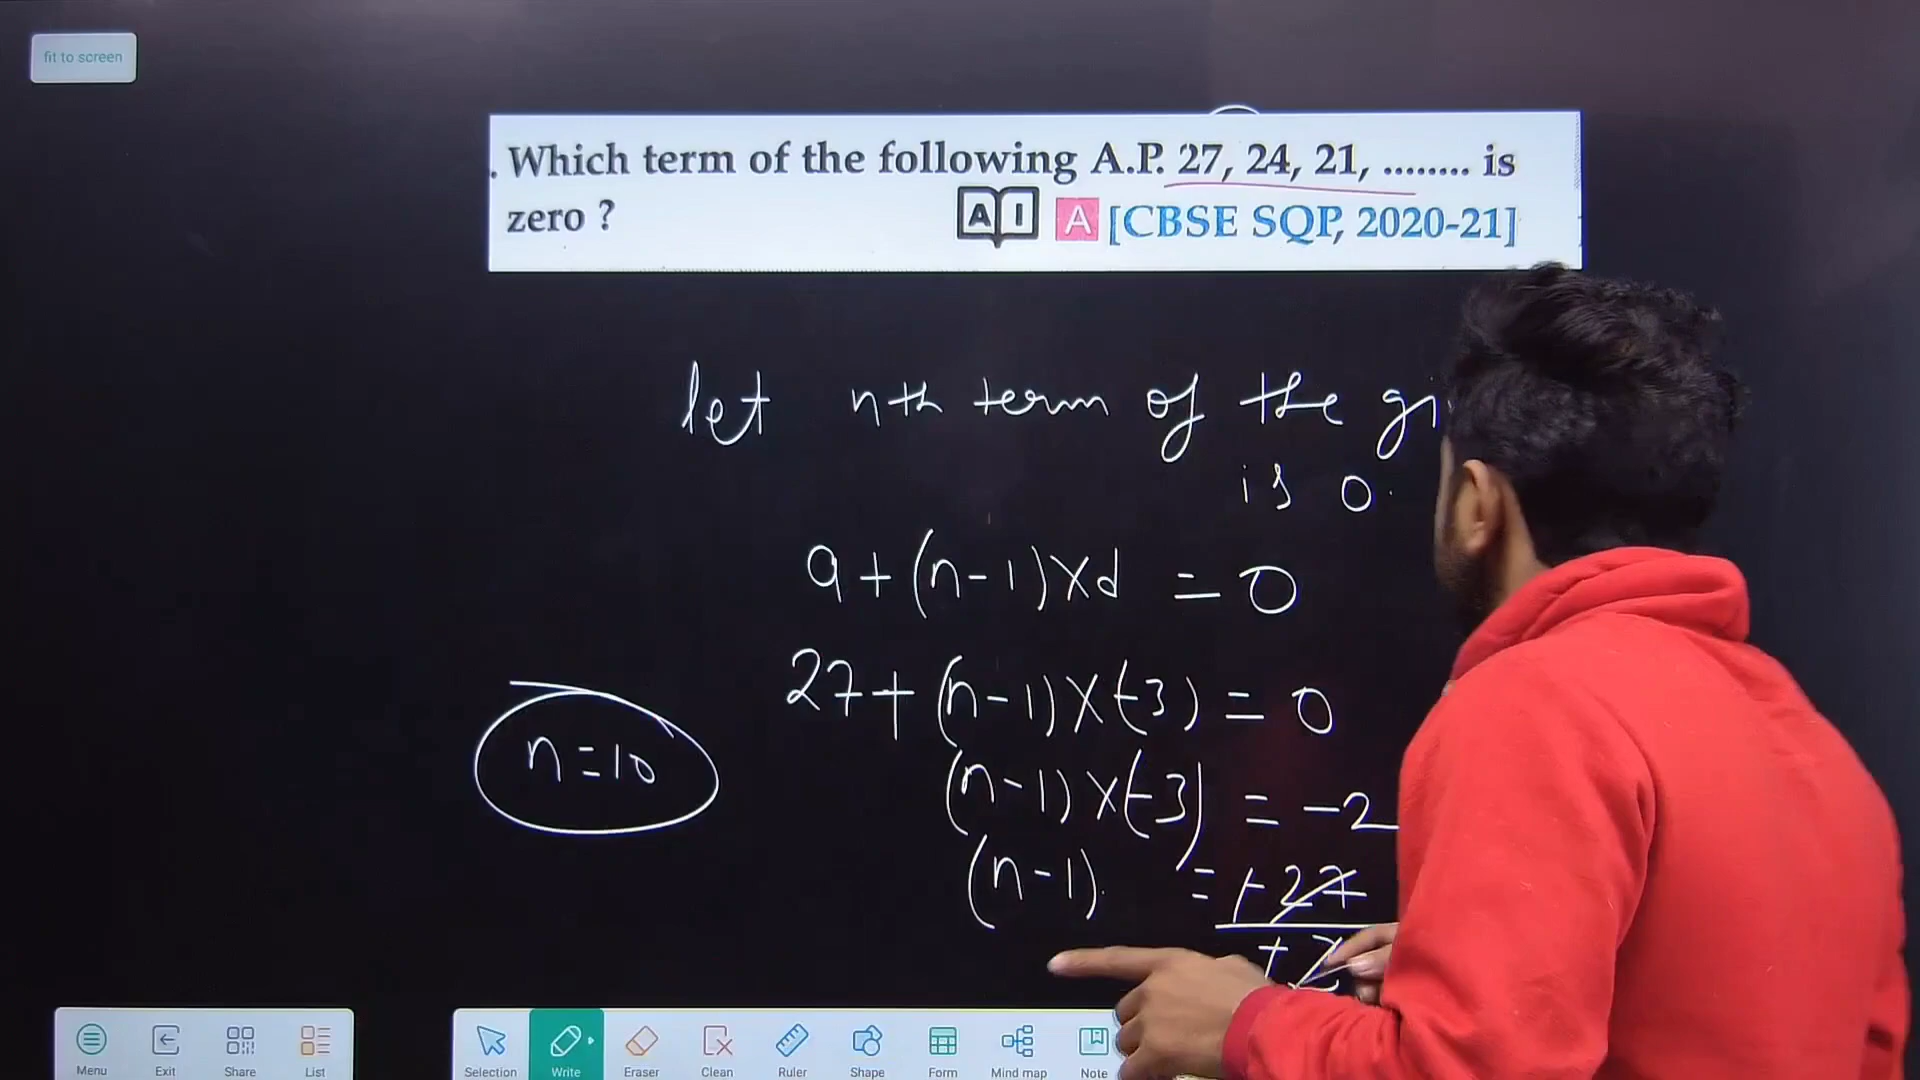 fit to screen
. Which term of the following A.P. 27, 24, 21, ........ is
zero ?
AI A [CBSE SQP, 2020-21]
let nth term of the
is 0.
a+(n-1)×d = 0
27+(n-1)×(-3) = 0
(n-1)×(-3) = -2
(n-1) = +27
+3
n=10
Menu Exit Share List Selection Write Eraser Clean Ruler Shape Form Mind map Note